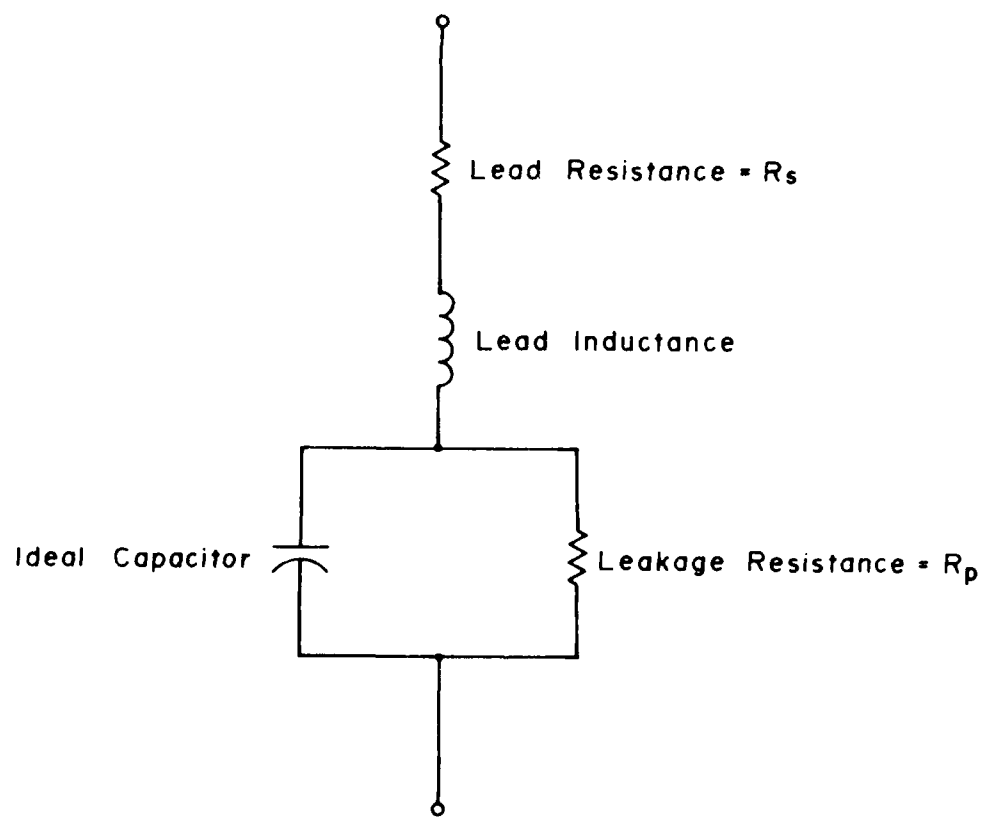 Lead Resistance = Rs
Lead Inductance
Ideal Capacitor
Leakage Resistance = Rp